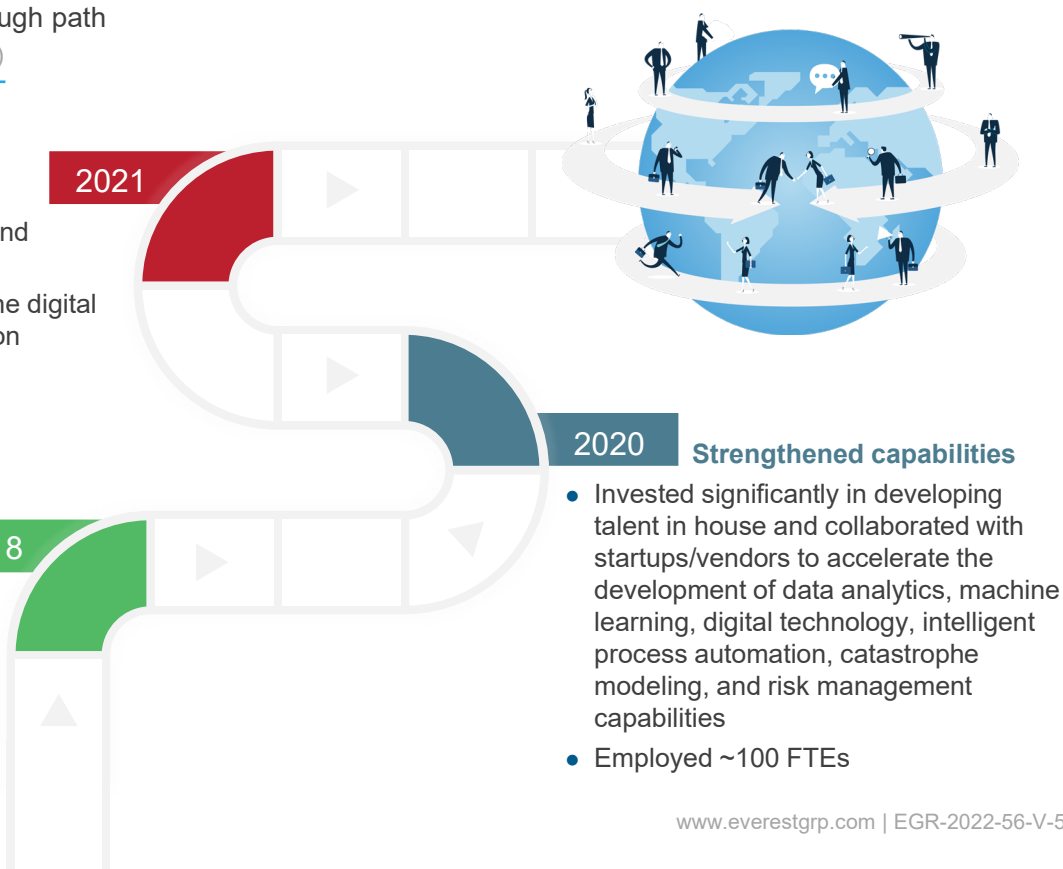 ugh path
2021
nd
ne digital
on
2020
Strengthened capabilities
● Invested significantly in developing
talent in house and collaborated with
startups/vendors to accelerate the
development of data analytics, machine
learning, digital technology, intelligent
process automation, catastrophe
modeling, and risk management
capabilities
● Employed ~100 FTEs
8
www.everestgrp.com | EGR-2022-56-V-5